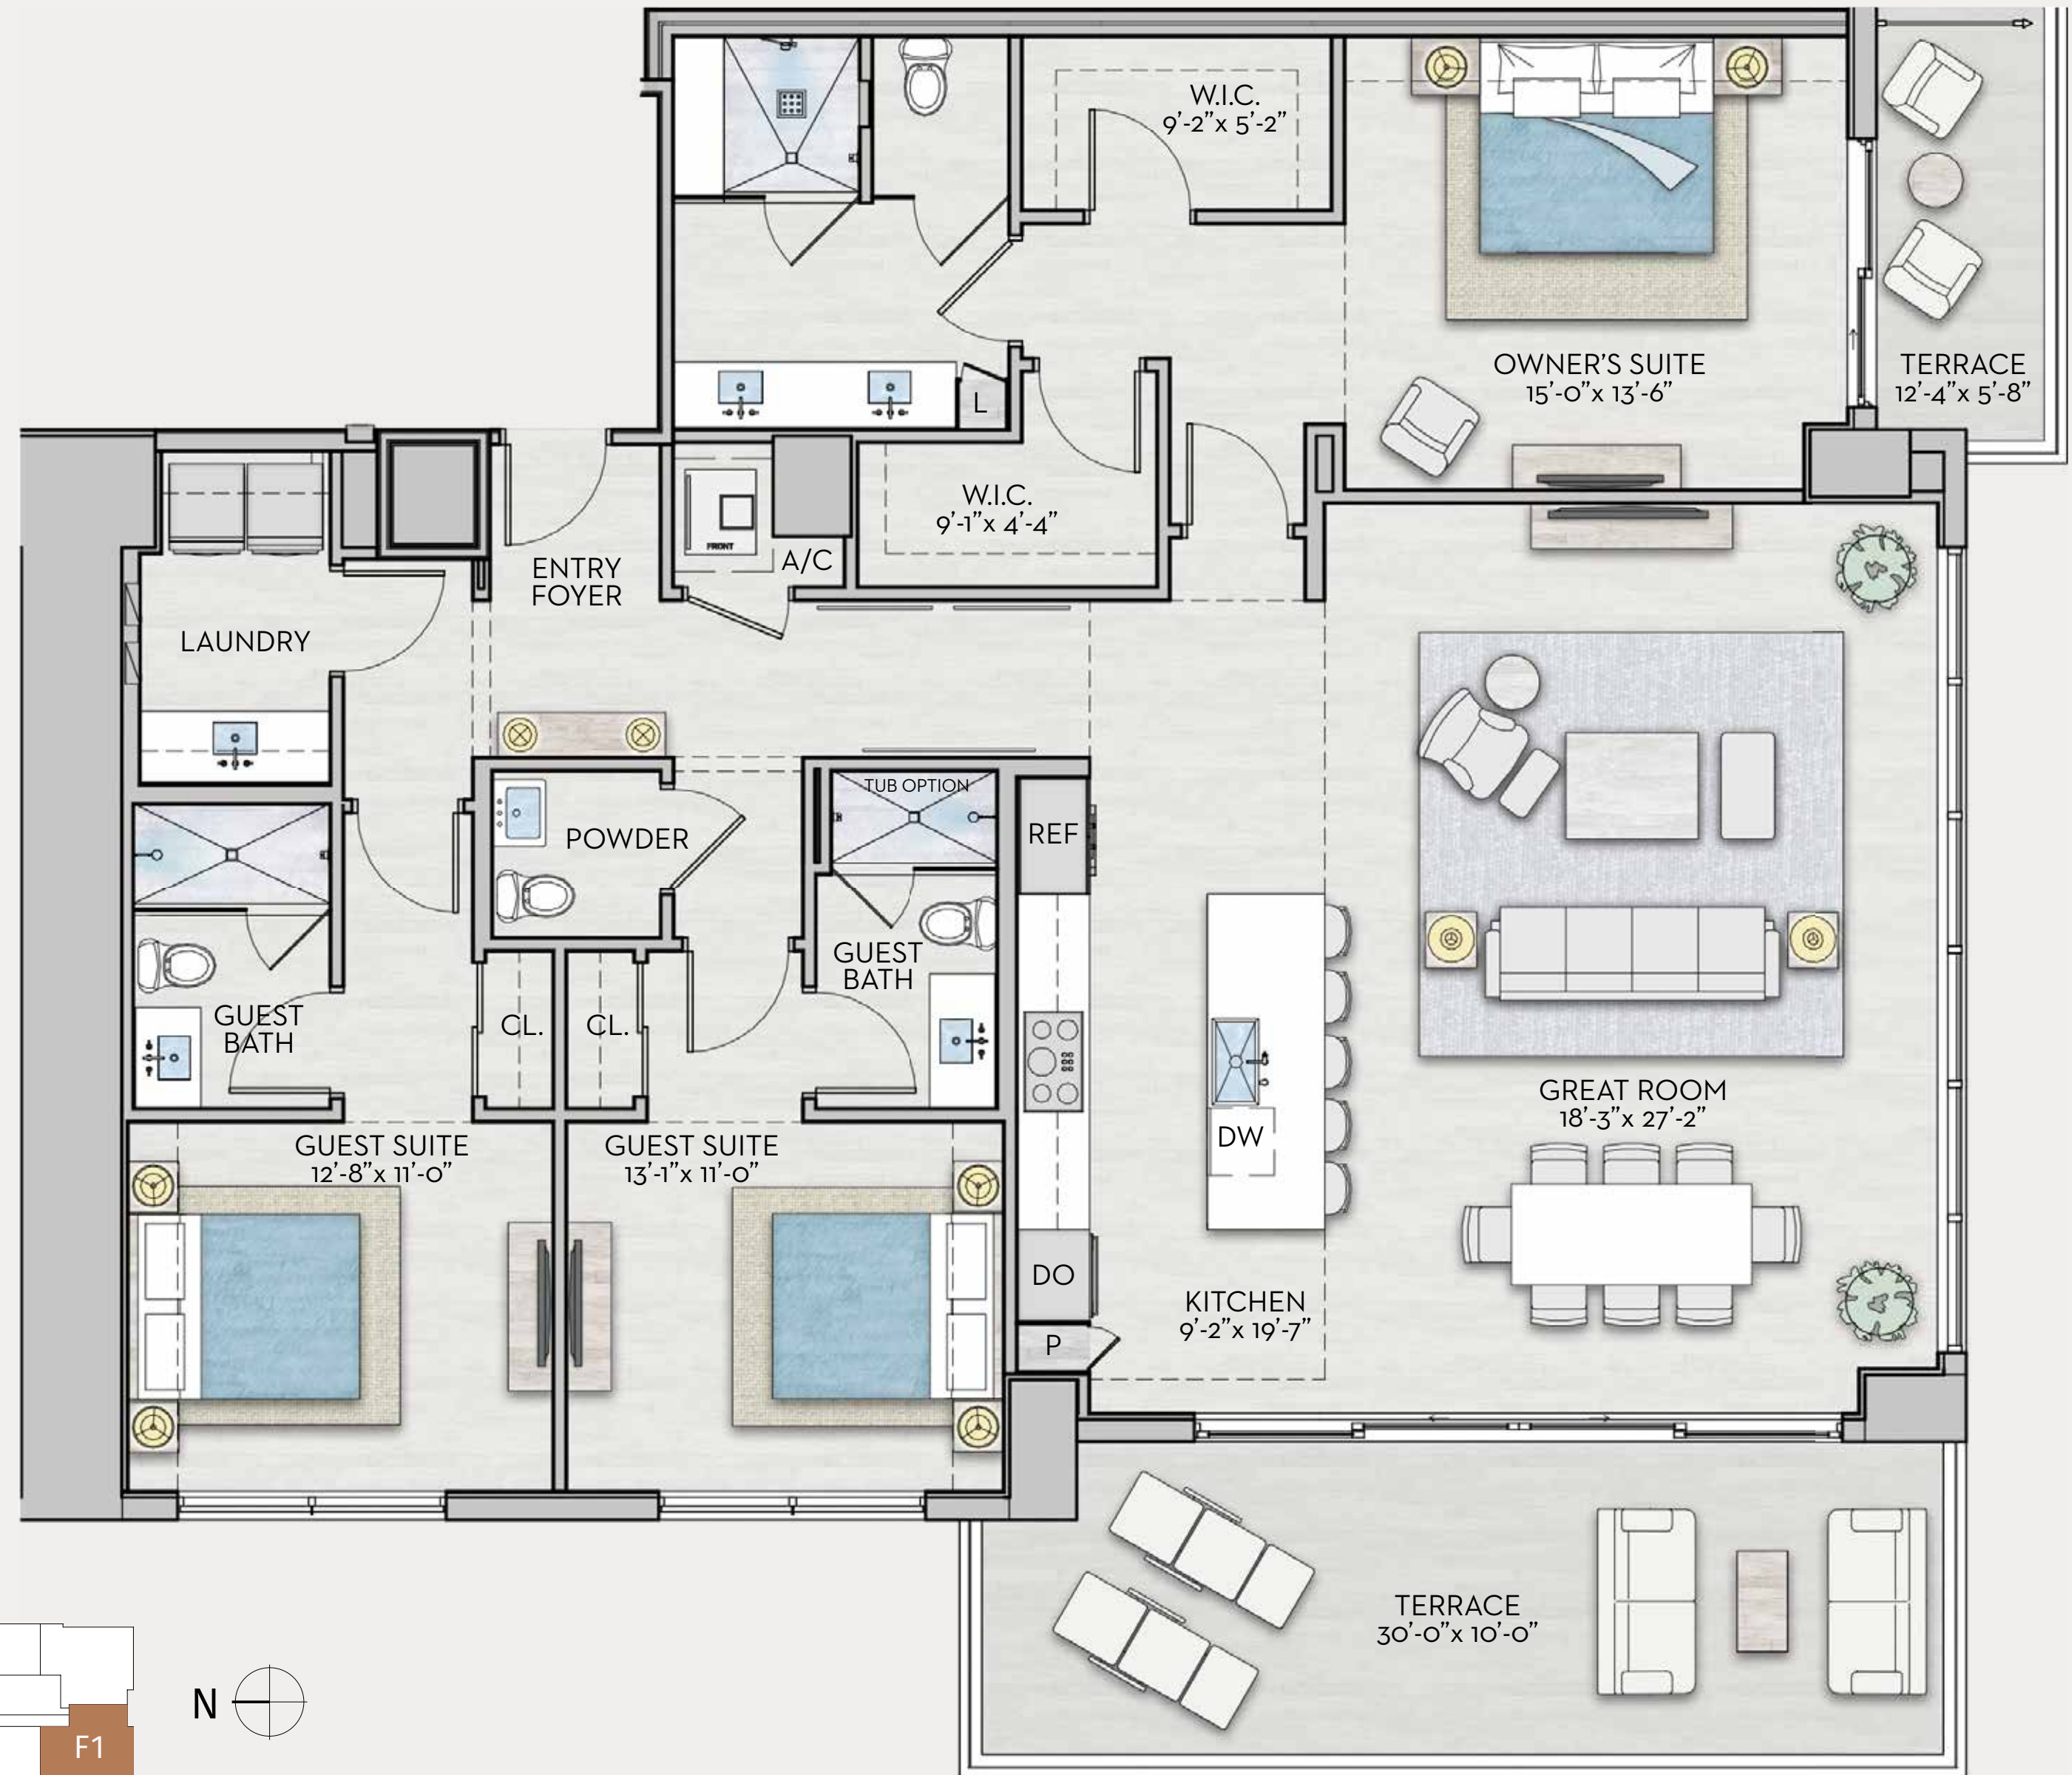 W.I.C.
9'-2"x 5'-2"
OWNER'S SUITE
15'-0"x 13'-6"
TERRACE
12'-4"x 5'-8"
L
W.I.C.
9'-1"x 4'-4"
FRONT
A/C
ENTRY
FOYER
LAUNDRY
TUB OPTION
POWDER
REF
GUEST
BATH
GUEST
BATH
CL.
CL.
DW
GREAT ROOM
18'-3"x 27'-2"
GUEST SUITE
12'-8"x 11'-0"
GUEST SUITE
13'-1"x 11'-0"
DO
KITCHEN
9'-2"x 19'-7"
P
TERRACE
30'-0"x 10'-0"
N
F1